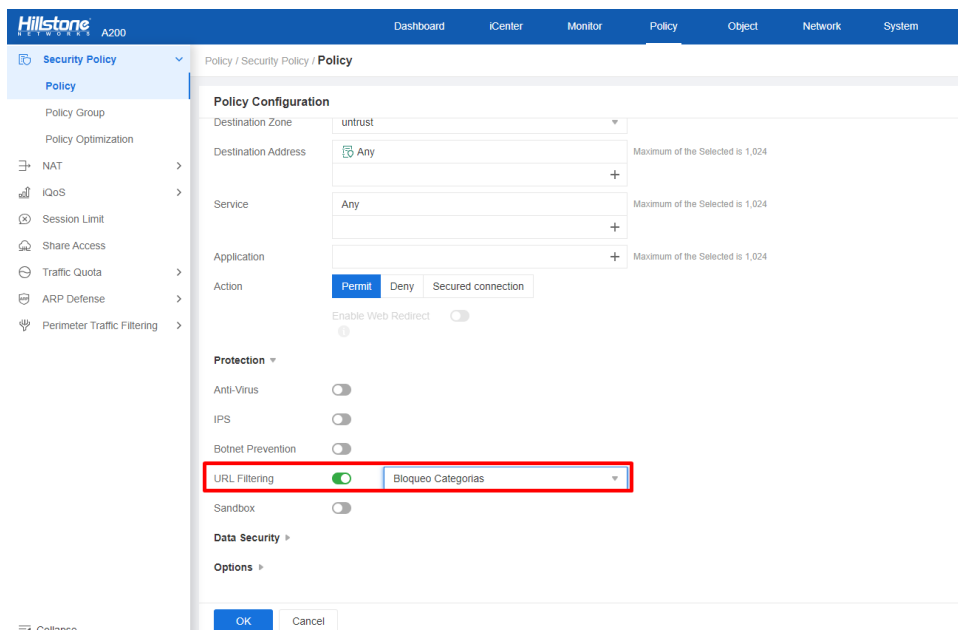 Hillstone
NETWORKS A200
Dashboard iCenter Monitor Policy Object Network System
Security Policy
Policy
Policy Group
Policy Optimization
NAT
iQoS
Session Limit
Share Access
Traffic Quota
ARP Defense
Perimeter Traffic Filtering
Collapse
Policy / Security Policy / Policy
Policy Configuration
Destination Zone untrust
Destination Address Any Maximum of the Selected is 1,024
Service Any Maximum of the Selected is 1,024
Application Maximum of the Selected is 1,024
Action Permit Deny Secured connection
Enable Web Redirect
Protection
Anti-Virus
IPS
Botnet Prevention
URL Filtering Bloqueo Categorias
Sandbox
Data Security
Options
OK Cancel